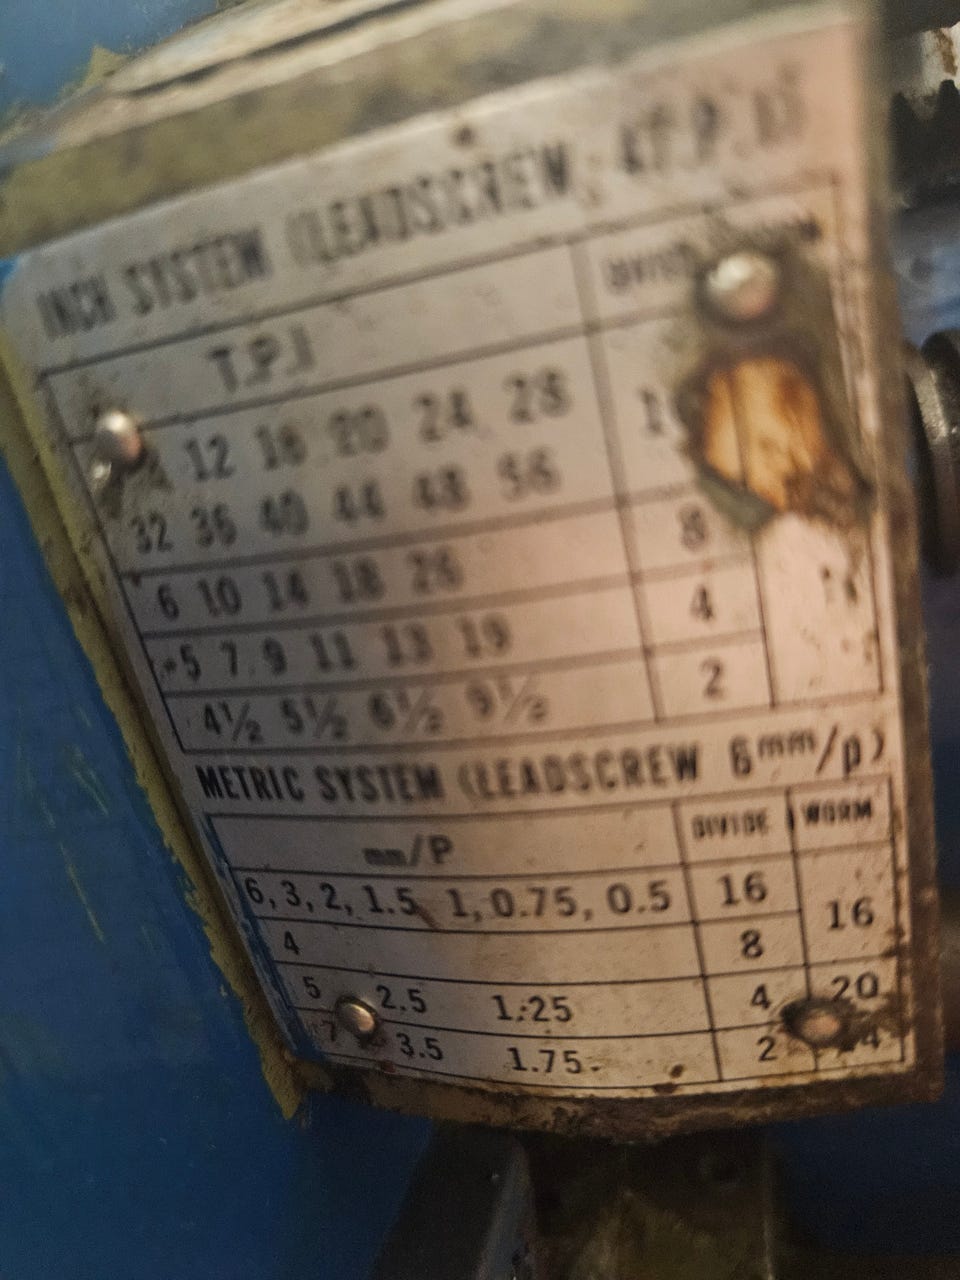 INCH SYSTEM (LEADSCREW, 4T.P.I)
T.P.I
12 16 20 24 28
32 36 40 44 48 56
6 10 14 18 26 8
5 7 9 11 13 19 4
4½ 5½ 6½ 9½ 2
METRIC SYSTEM (LEADSCREW 6mm/p)
mm/P DIVIDE WORM
6, 3, 2, 1.5 1, 0.75, 0.5 16 16
4 8
5 2.5 1.25 4 20
7 3.5 1.75 2